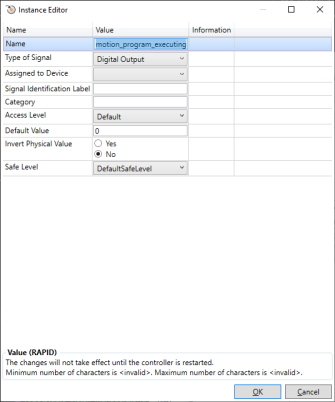 Instance Editor
Name Value Information
Name motion_program_executing
Type of Signal Digital Output
Assigned to Device
Signal Identification Label
Category
Access Level Default
Default Value 0
Invert Physical Value Yes
No
Safe Level DefaultSafeLevel
Value (RAPID)
The changes will not take effect until the controller is restarted.
Minimum number of characters is <invalid>. Maximum number of characters is <invalid>.
OK Cancel